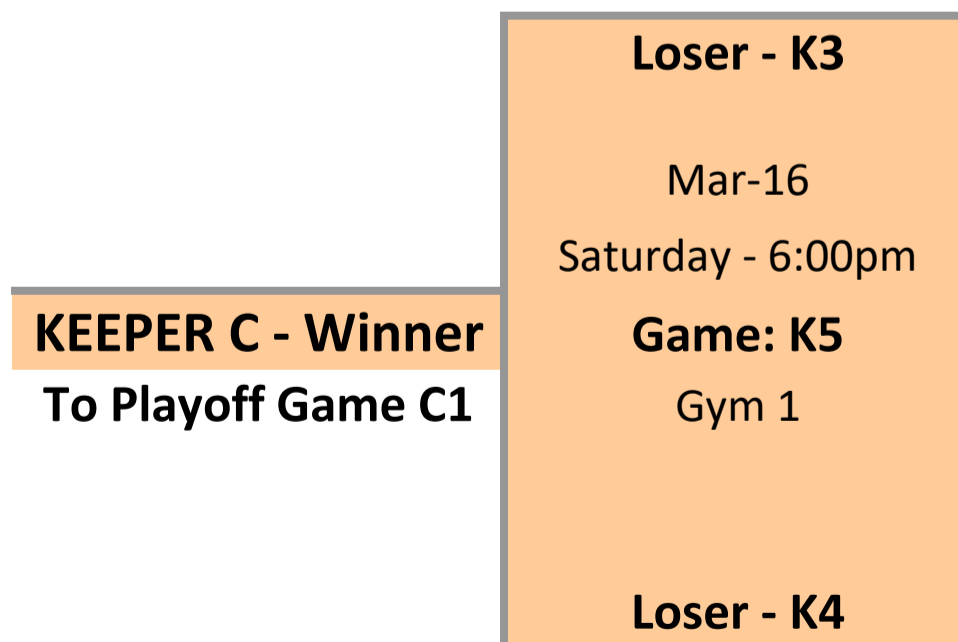 Loser - K3
Mar-16
Saturday - 6:00pm
KEEPER C - Winner
Game: K5
To Playoff Game C1
Gym 1
Loser - K4